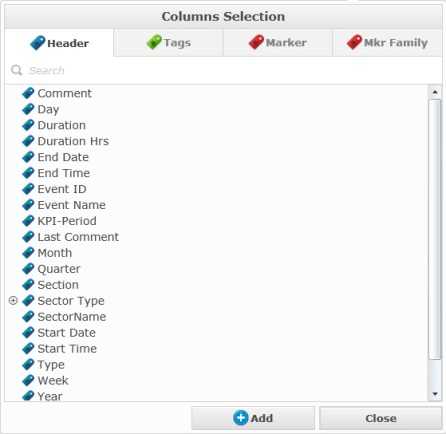 Columns Selection
Header Tags Marker Mkr Family
Search
Comment
Day
Duration
Duration Hrs
End Date
End Time
Event ID
Event Name
KPI-Period
Last Comment
Month
Quarter
Section
Sector Type
SectorName
Start Date
Start Time
Type
Week
Year
Add Close